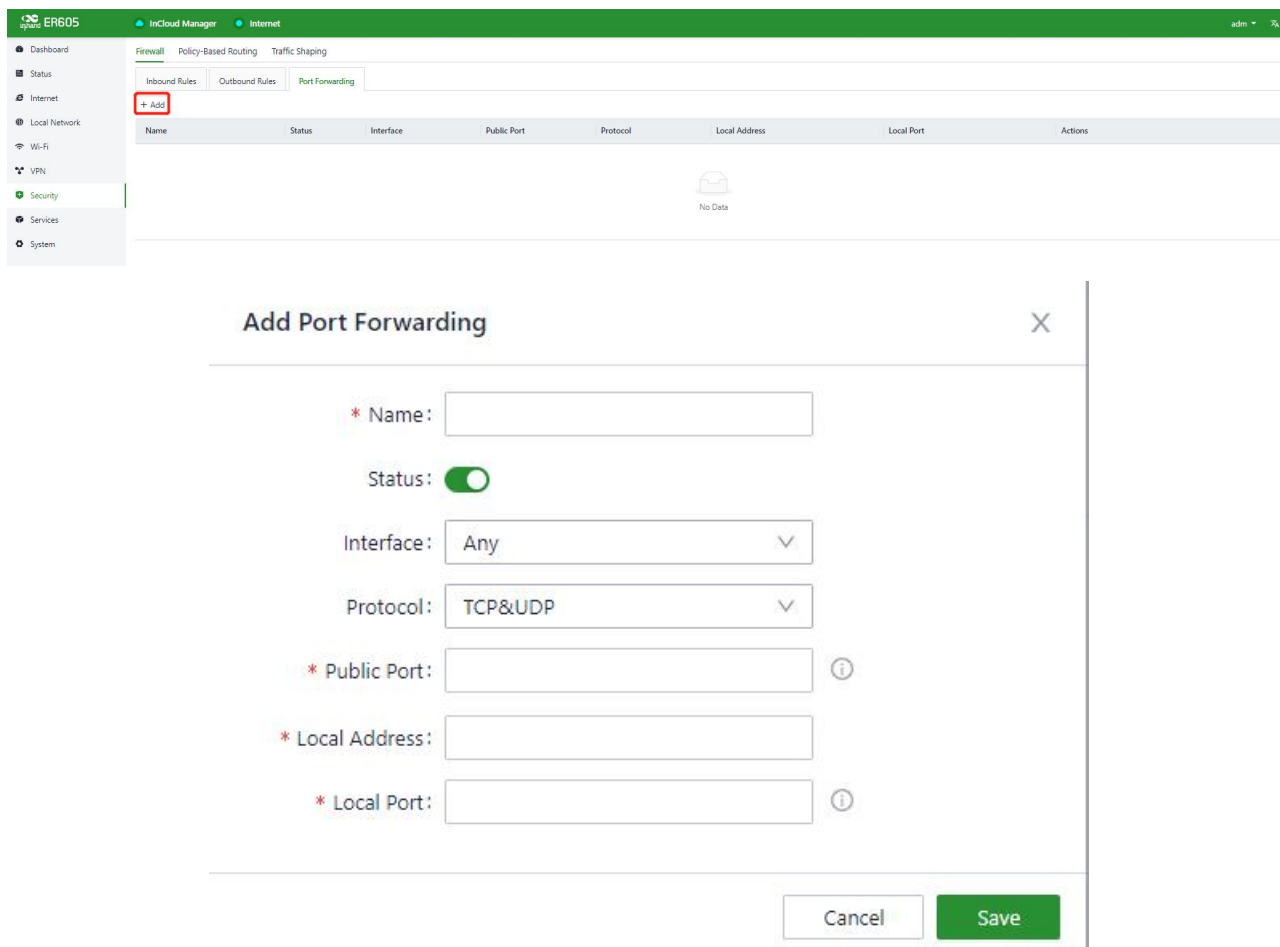 inhand ER605 InCloud Manager Internet adm
Dashboard
Status
Internet
Local Network
Wi-Fi
VPN
Security
Services
System
Firewall Policy-Based Routing Traffic Shaping
Inbound Rules Outbound Rules Port Forwarding
+ Add
Name Status Interface Public Port Protocol Local Address Local Port Actions
No Data
Add Port Forwarding X
* Name:
Status:
Interface: Any
Protocol: TCP&UDP
* Public Port:
* Local Address:
* Local Port:
Cancel Save